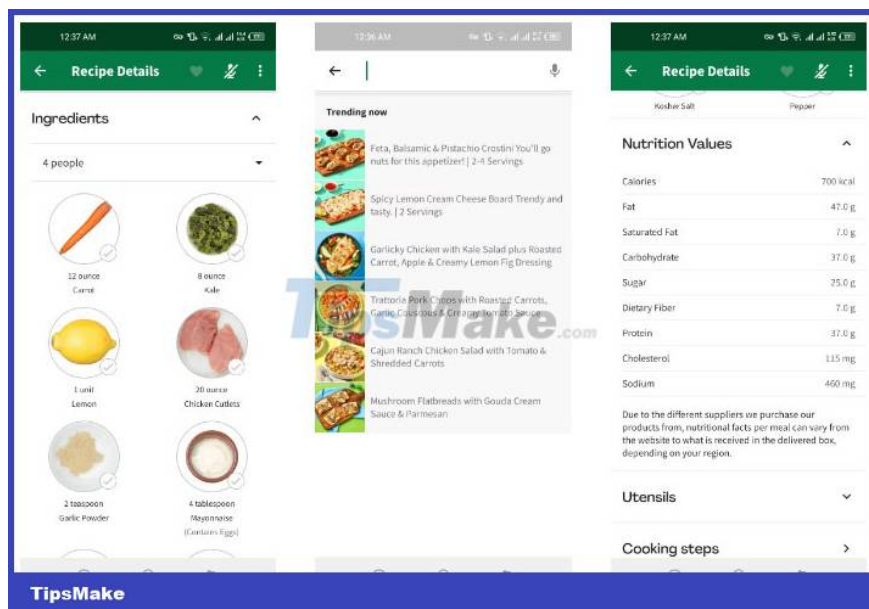 12:37 AM
Recipe Details
Ingredients
4 people
12 ounce
Carrot
8 ounce
Kale
1 unit
Lemon
20 ounce
Chicken Cutlets
2 teaspoon
Garlic Powder
4 tablespoon
Mayonnaise
(Contains Eggs)
12:36 AM
Trending now
Feta, Balsamic & Pistachio Crostini You'll go
nuts for this appetizer! | 2-4 Servings
Spicy Lemon Cream Cheese Board Trendy and
tasty. | 2 Servings
Garlicky Chicken with Kale Salad plus Roasted
Carrot, Apple & Creamy Lemon Fig Dressing
Trattoria Pork Chops with Roasted Carrots,
Garlic Couscous & Creamy Tomato Sauce
Cajun Ranch Chicken Salad with Tomato &
Shredded Carrots
Mushroom Flatbreads with Gouda Cream
Sauce & Parmesan
12:37 AM
Recipe Details
Kosher Salt
Pepper
Nutrition Values
Calories 700 kcal
Fat 47.0 g
Saturated Fat 7.0 g
Carbohydrate 37.0 g
Sugar 25.0 g
Dietary Fiber 7.0 g
Protein 37.0 g
Cholesterol 115 mg
Sodium 460 mg
Due to the different suppliers we purchase our
products from, nutritional facts per meal can vary from
the website to what is received in the delivered box,
depending on your region.
Utensils
Cooking steps
TipsMake.com
TipsMake